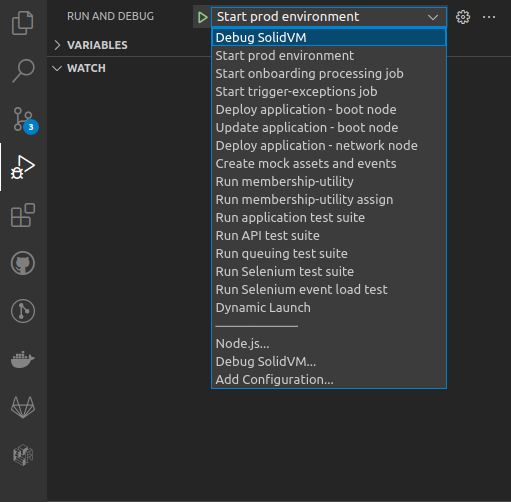 RUN AND DEBUG
Start prod environment
VARIABLES
WATCH
Debug SolidVM
Start prod environment
Start onboarding processing job
Start trigger-exceptions job
Deploy application - boot node
Update application - boot node
Deploy application - network node
Create mock assets and events
Run membership-utility
Run membership-utility assign
Run application test suite
Run API test suite
Run queuing test suite
Run Selenium test suite
Run Selenium event load test
Dynamic Launch
Node.js...
Debug SolidVM...
Add Configuration...
3